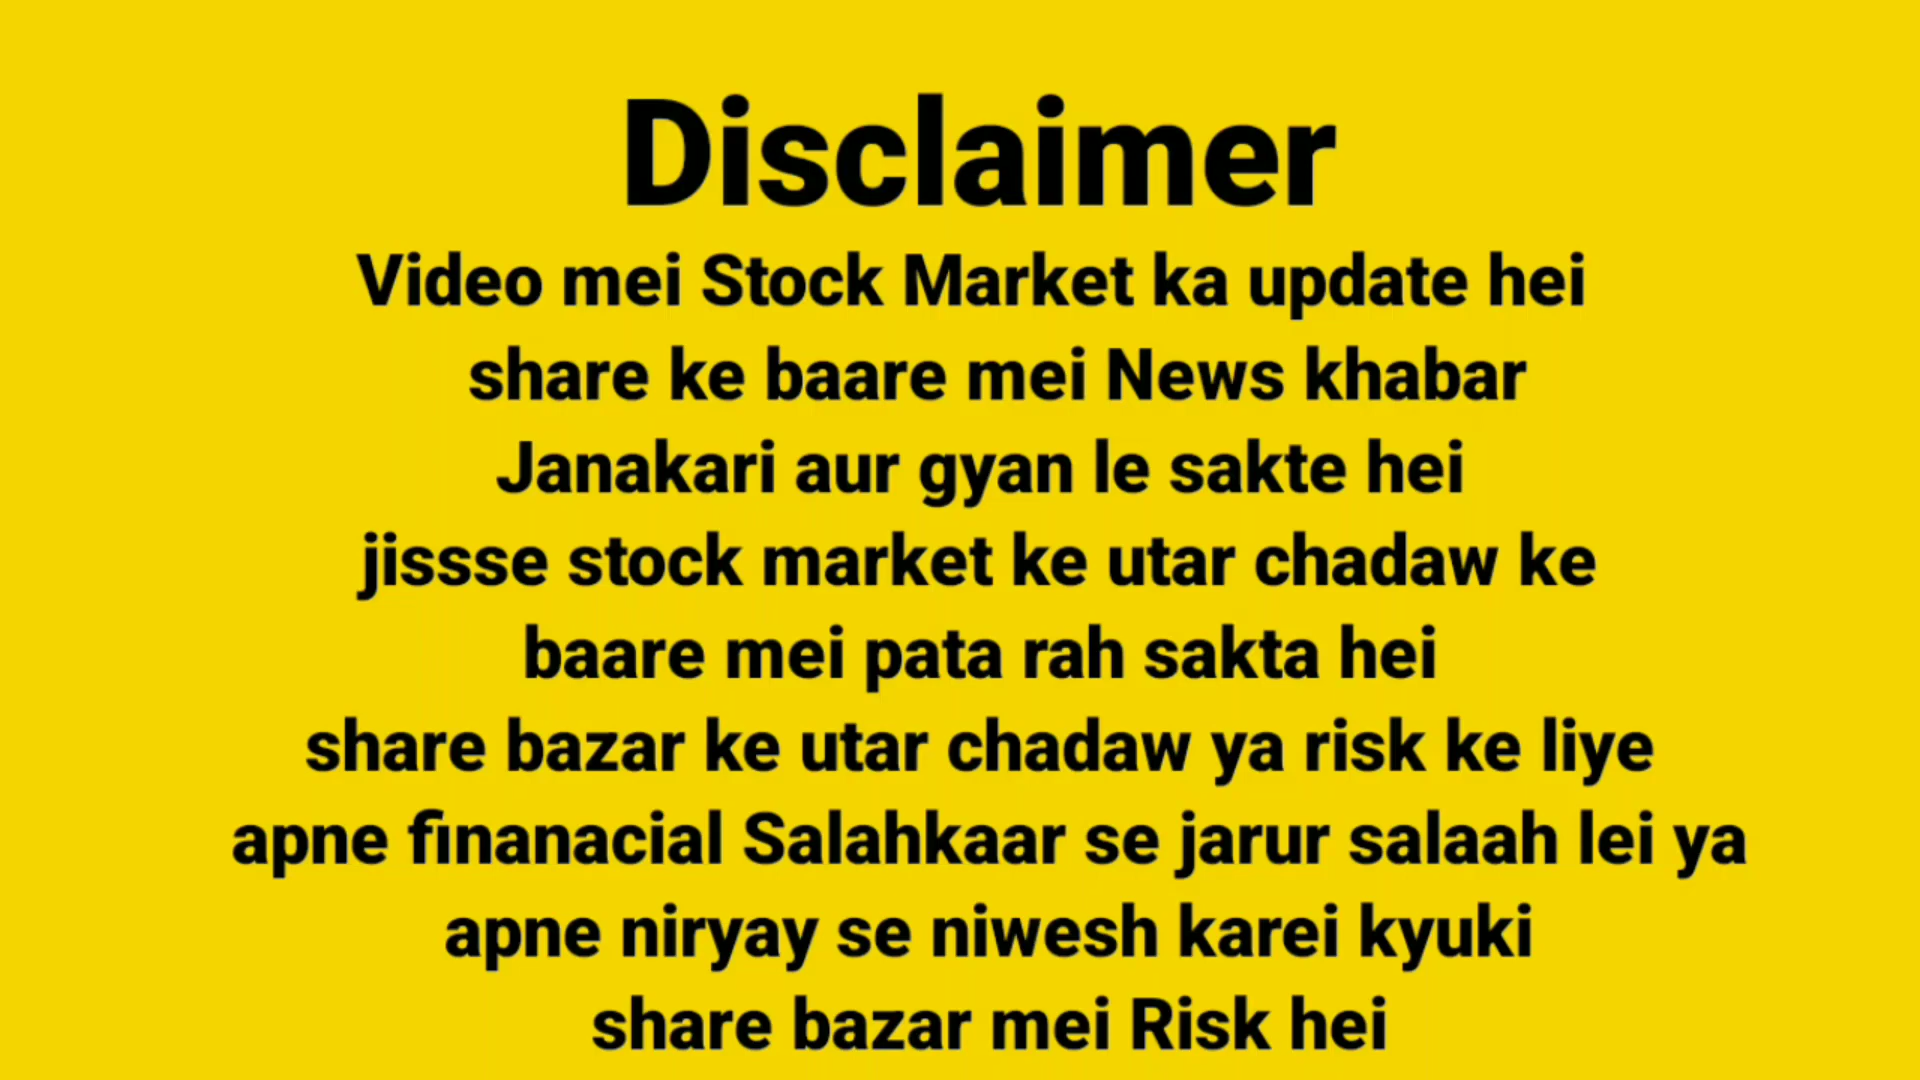 Disclaimer
Video mei Stock Market ka update hei
share ke baare mei News khabar
Janakari aur gyan le sakte hei
jissse stock market ke utar chadaw ke
baare mei pata rah sakta hei
share bazar ke utar chadaw ya risk ke liye
apne finanacial Salahkaar se jarur salaah lei ya
apne niryay se niwesh karei kyuki
share bazar mei Risk hei